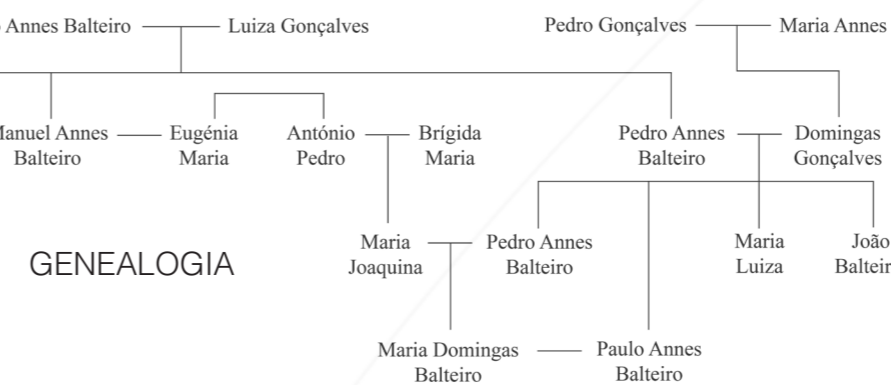 Annes Balteiro Luiza Gonçalves Pedro Gonçalves Maria Annes
Manuel Annes Eugénia António Brígida Pedro Annes Domingas
Balteiro Maria Pedro Maria Balteiro Gonçalves
Maria Pedro Annes Maria João
Joaquina Balteiro Luiza Balteir
GENEALOGIA
Maria Domingas Paulo Annes
Balteiro Balteiro